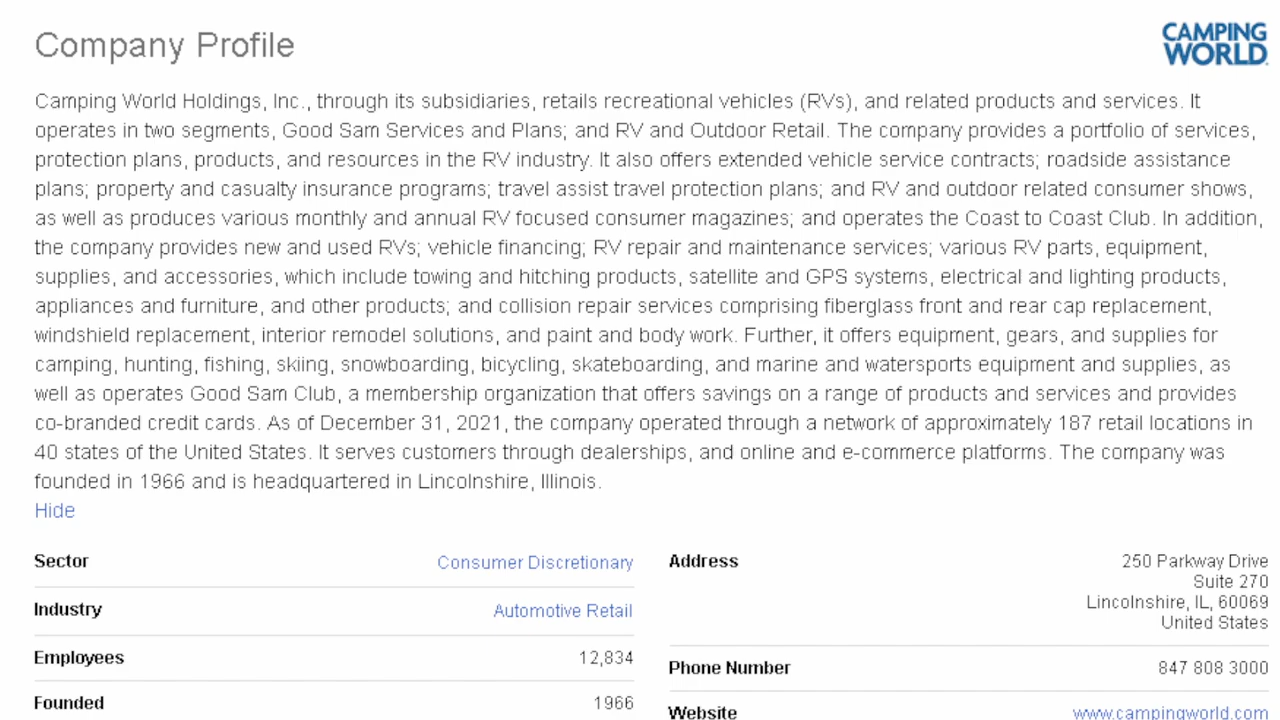 Company Profile
CAMPING
WORLD
Camping World Holdings, Inc., through its subsidiaries, retails recreational vehicles (RVs), and related products and services. It
operates in two segments, Good Sam Services and Plans; and RV and Outdoor Retail. The company provides a portfolio of services,
protection plans, products, and resources in the RV industry. It also offers extended vehicle service contracts; roadside assistance
plans; property and casualty insurance programs; travel assist travel protection plans; and RV and outdoor related consumer shows,
as well as produces various monthly and annual RV focused consumer magazines; and operates the Coast to Coast Club. In addition,
the company provides new and used RVs; vehicle financing; RV repair and maintenance services; various RV parts, equipment,
supplies, and accessories, which include towing and hitching products, satellite and GPS systems, electrical and lighting products,
appliances and furniture, and other products; and collision repair services comprising fiberglass front and rear cap replacement,
windshield replacement, interior remodel solutions, and paint and body work. Further, it offers equipment, gears, and supplies for
camping, hunting, fishing, skiing, snowboarding, bicycling, skateboarding, and marine and watersports equipment and supplies, as
well as operates Good Sam Club, a membership organization that offers savings on a range of products and services and provides
co-branded credit cards. As of December 31, 2021, the company operated through a network of approximately 187 retail locations in
40 states of the United States. It serves customers through dealerships, and online and e-commerce platforms. The company was
founded in 1966 and is headquartered in Lincolnshire, Illinois.
Hide
Sector Consumer Discretionary
Industry Automotive Retail
Employees 12,834
Founded 1966
Address 250 Parkway Drive
Suite 270
Lincolnshire, IL, 60069
United States
Phone Number 847 808 3000
Website www.campingworld.com